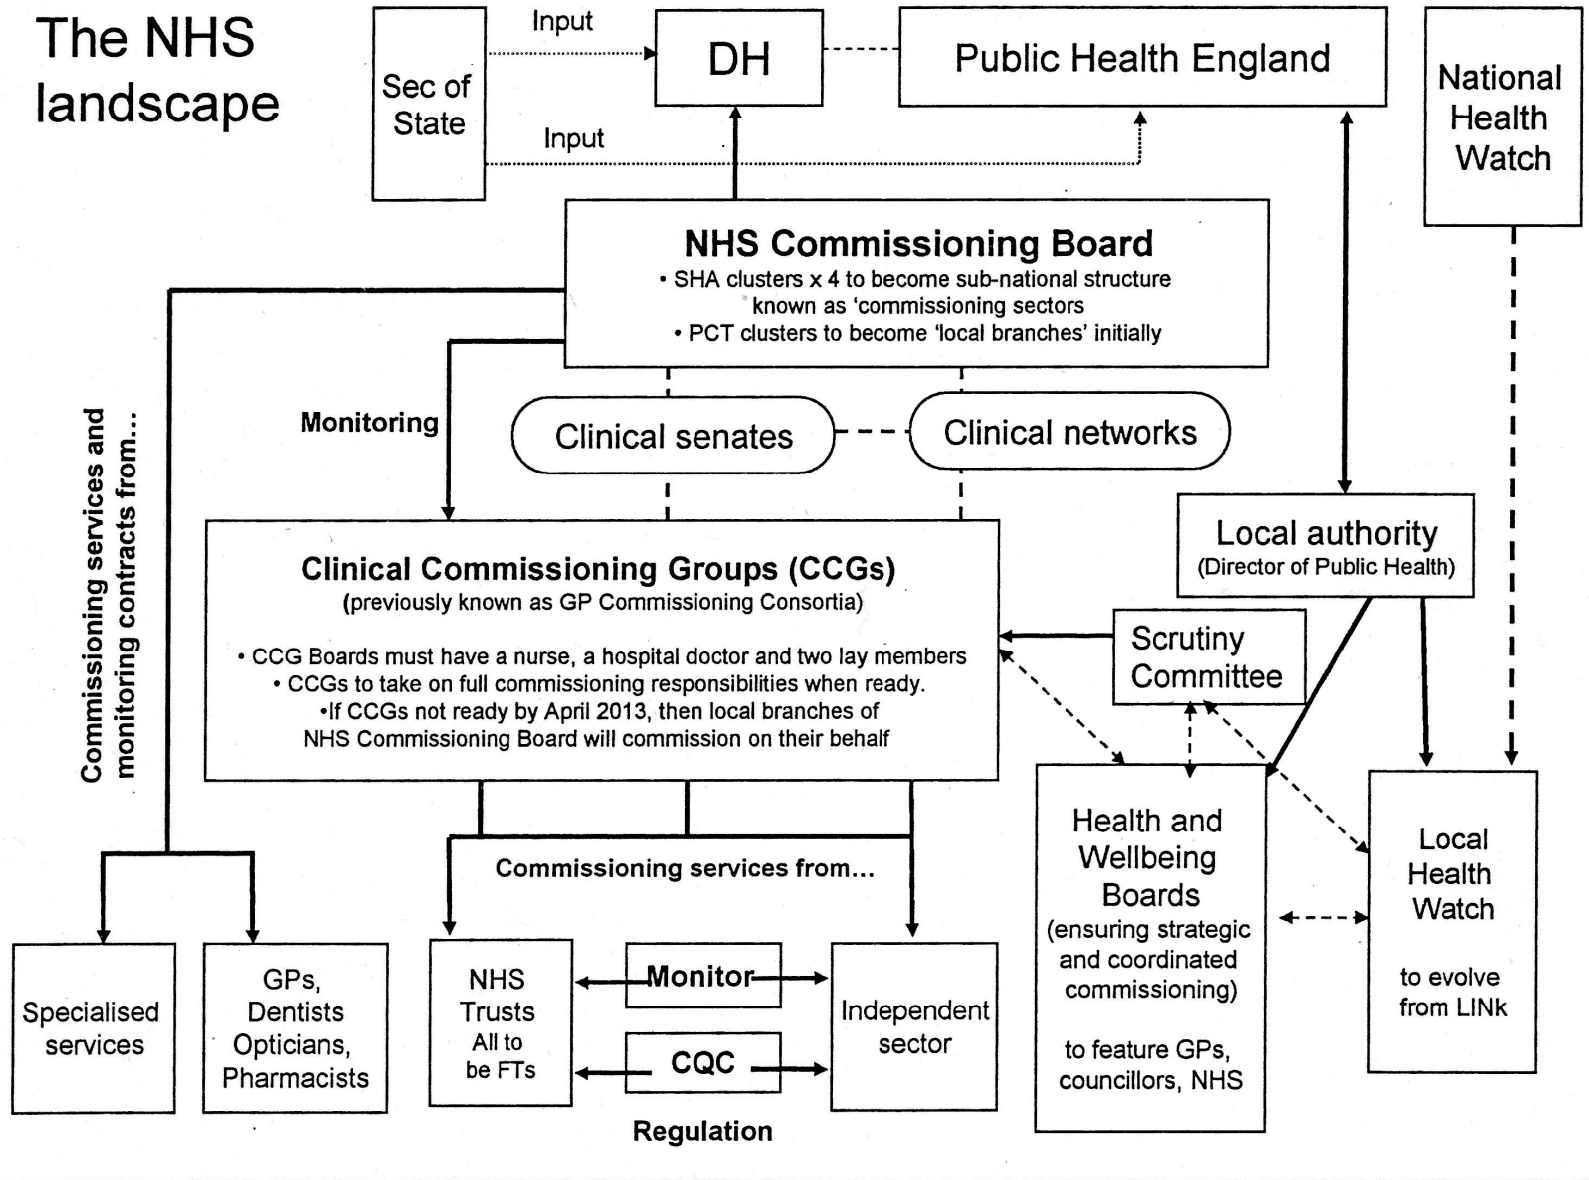 The NHS
landscape
Sec of
State
Input
Input
DH
Public Health England
National
Health
Watch
NHS Commissioning Board
• SHA clusters x 4 to become sub-national structure
known as ‘commissioning sectors
• PCT clusters to become ‘local branches’ initially
Commissioning services and
monitoring contracts from...
Monitoring
Clinical senates
Clinical networks
Clinical Commissioning Groups (CCGs)
(previously known as GP Commissioning Consortia)
• CCG Boards must have a nurse, a hospital doctor and two lay members
• CCGs to take on full commissioning responsibilities when ready.
•If CCGs not ready by April 2013, then local branches of
NHS Commissioning Board will commission on their behalf
Local authority
(Director of Public Health)
Scrutiny
Committee
Commissioning services from...
Health and
Wellbeing
Boards
(ensuring strategic
and coordinated
commissioning)
to feature GPs,
councillors, NHS
Local
Health
Watch
to evolve
from LINk
Specialised
services
GPs,
Dentists
Opticians,
Pharmacists
NHS
Trusts
All to
be FTs
Monitor
CQC
Independent
sector
Regulation